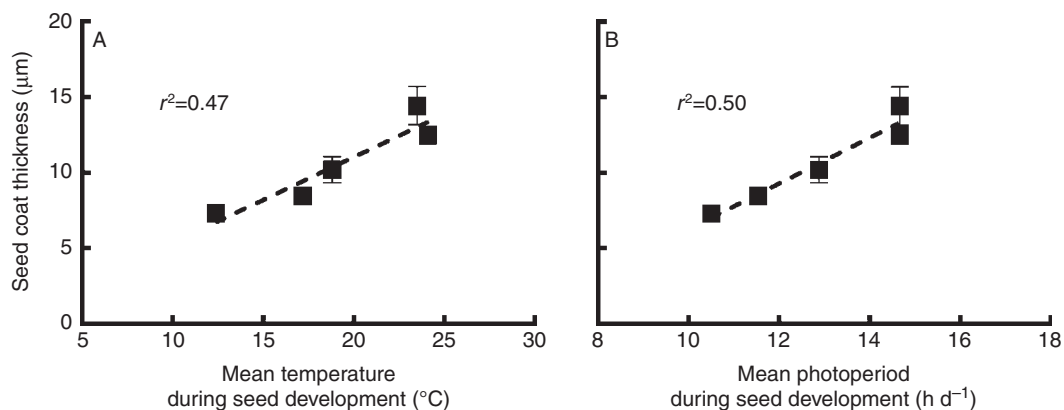 A
r²=0.47
Seed coat thickness (μm)
20
15
10
5
0
5 10 15 20 25 30
Mean temperature
during seed development (°C)
B
r²=0.50
8 10 12 14 16 18
Mean photoperiod
during seed development (h d⁻¹)